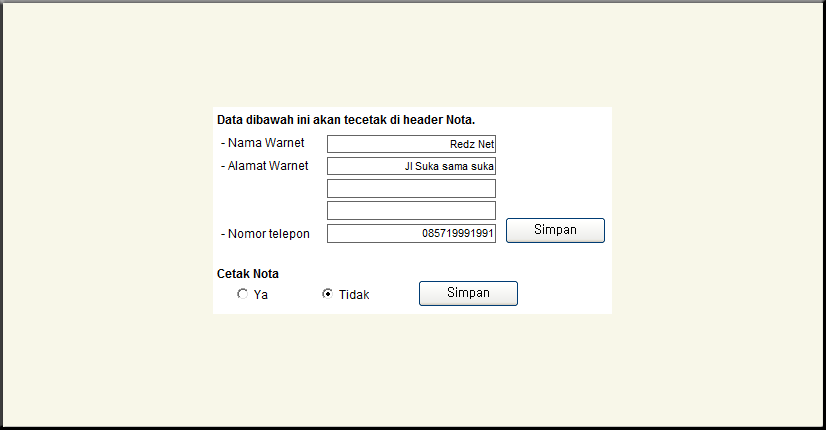 Data dibawah ini akan tecetak di header Nota.
- Nama Warnet Redz Net
- Alamat Warnet Jl Suka sama suka
- Nomor telepon 085719991991 Simpan
Cetak Nota
Ya Tidak Simpan